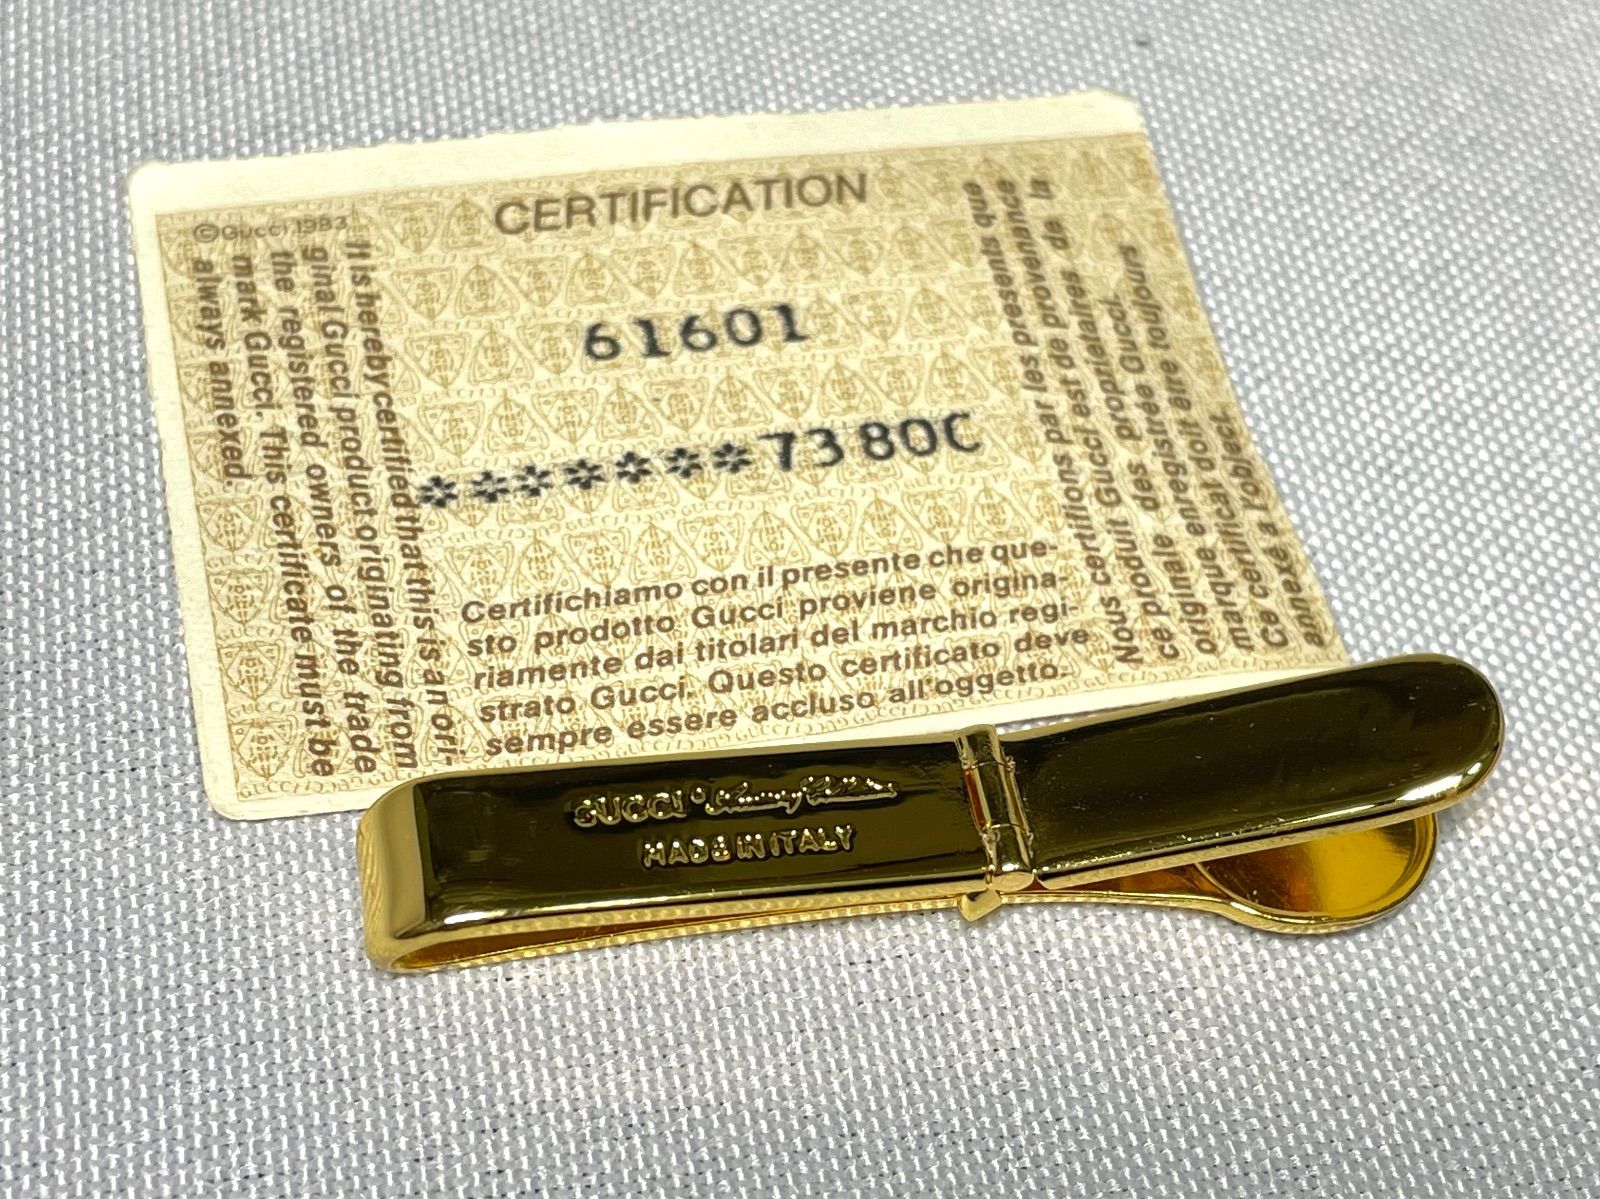 ©Gucci 1983
CERTIFICATION
61601
*******7380C
It is hereby certified that this is an ori-
ginal Gucci product originating from
the registered owners of the trade
mark Gucci. This certificate must be
always annexed.
Certifichiamo con il presente che que-
sto prodotto Gucci proviene origina-
riamente dai titolari del marchio regi-
strato Gucci. Questo certificato deve
sempre essere accluso all'oggetto.
Nous certifions par les presents que
ce produit Gucci est de provenance
originale des propietaires de la
marque enregistrée Gucci.
Ce certificat doit être toujours
annexé a l'object.
GUCCI
MADE IN ITALY